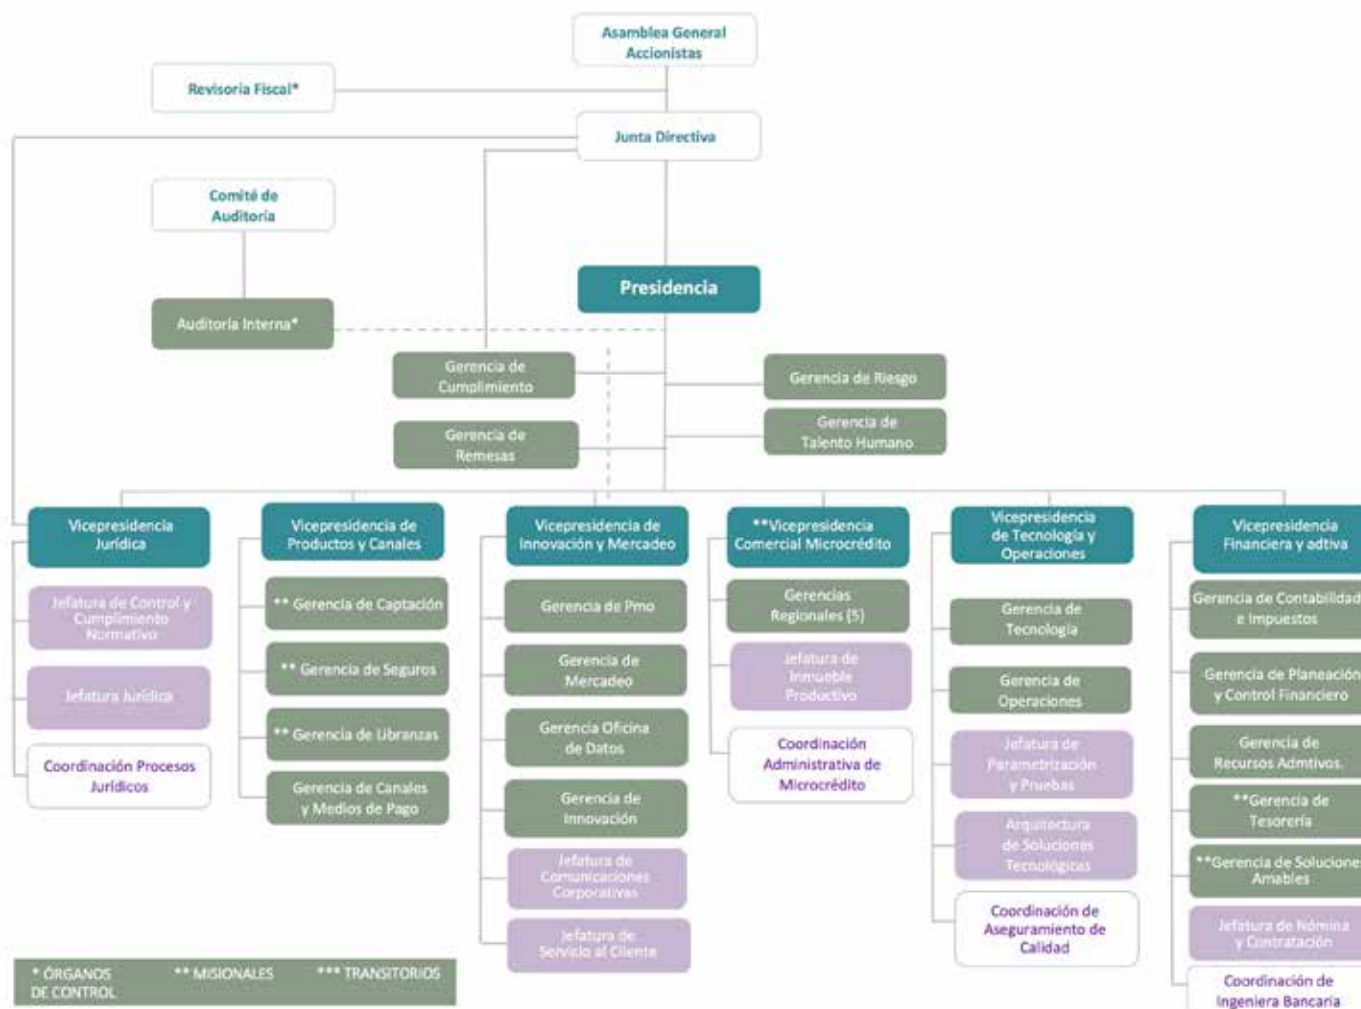 Asamblea General
Accionistas
Revisoría Fiscal*
Junta Directiva
Comité de
Auditoría
Presidencia
Auditoría Interna*
Gerencia de
Cumplimiento
Gerencia de Riesgo
Gerencia de
Remesas
Gerencia de
Talento Humano
Vicepresidencia
Jurídica
Jefatura de Control y
Cumplimiento
Normativo
Jefatura Jurídica
Coordinación Procesos
Jurídicos
Vicepresidencia de
Productos y Canales
** Gerencia de Captación
** Gerencia de Seguros
** Gerencia de Libranzas
Gerencia de Canales
y Medios de Pago
Vicepresidencia de
Innovación y Mercadeo
Gerencia de Pmo
Gerencia de
Mercadeo
Gerencia Oficina
de Datos
Gerencia de
Innovación
Jefatura de
Comunicaciones
Corporativas
Jefatura de
Servicio al Cliente
**Vicepresidencia
Comercial Microcrédito
Gerencias
Regionales (5)
Jefatura de
Inmueble
Productivo
Coordinación
Administrativa de
Microcrédito
Vicepresidencia
de Tecnología y
Operaciones
Gerencia de
Tecnología
Gerencia de
Operaciones
Jefatura de
Parametrización
y Pruebas
Arquitectura
de Soluciones
Tecnológicas
Coordinación de
Aseguramiento de
Calidad
Vicepresidencia
Financiera y adtiva
Gerencia de Contabilidad
e Impuestos
Gerencia de Planeación
y Control Financiero
Gerencia de
Recursos Admtivos.
**Gerencia de
Tesorería
**Gerencia de Solucione
Amables
Jefatura de Nómina
y Contratación
Coordinación de
Ingeniera Bancaria
* ÓRGANOS
DE CONTROL
** MISIONALES
*** TRANSITORIOS